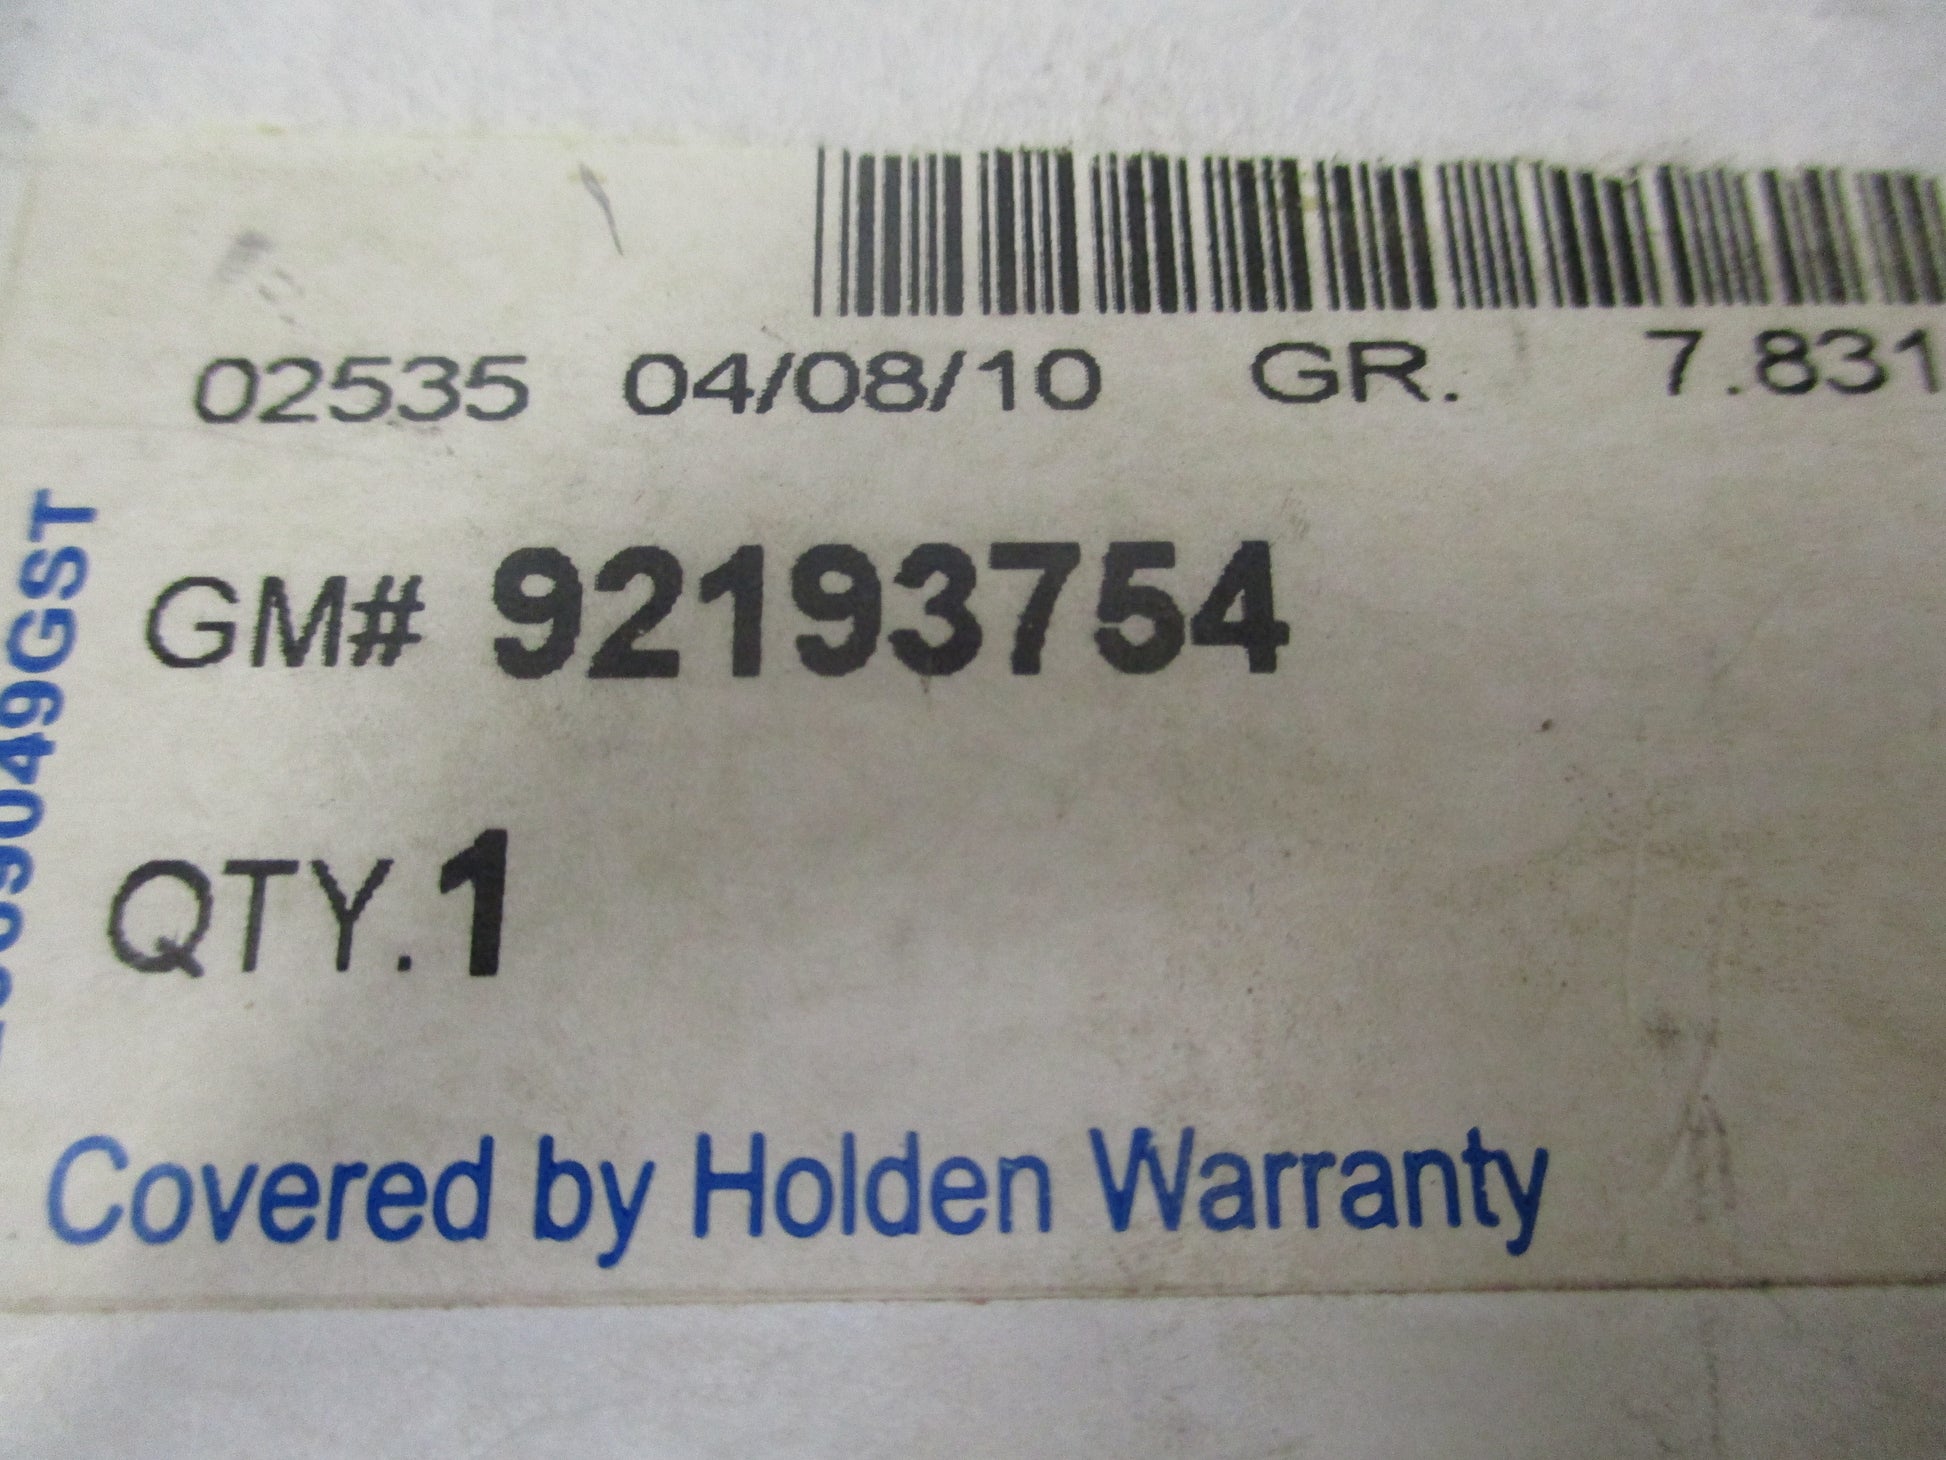 02535 04/08/10 GR. 7.831
GM# 92193754
QTY. 1
Covered by Holden Warranty